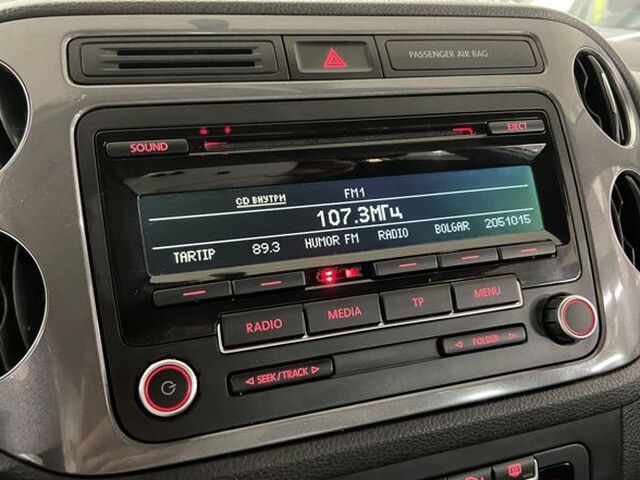 PASSENGER AIR BAG
SOUND
EJECT
CD ВНУТРИ FM1
107.3МГц
TARTIP 89.3 HUMOR FM RADIO BOLGAR 2051015
RADIO MEDIA TP MENU
SEEK/TRACK FOLDER